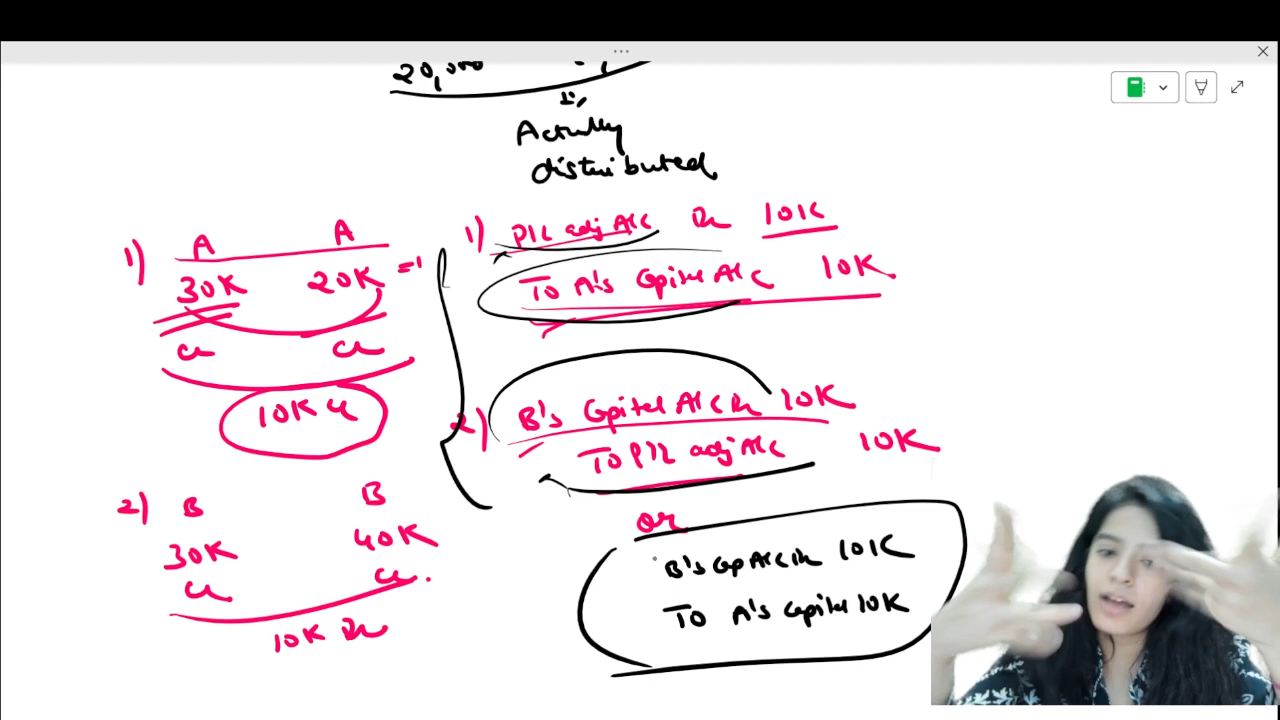 20,000
Actully
distributed
1) A A
30K 20K =1
Cr Cr
10K Cr
1) P/L adj A/c Dr 10K
To A's Capital A/c 10K
2) B's Capital A/c Dr 10K
To P/L adj A/c 10K
or
B's Cap A/c Dr 10K
To A's Capital 10K
2) B B
30K 40K
Cr Cr.
10K Dr